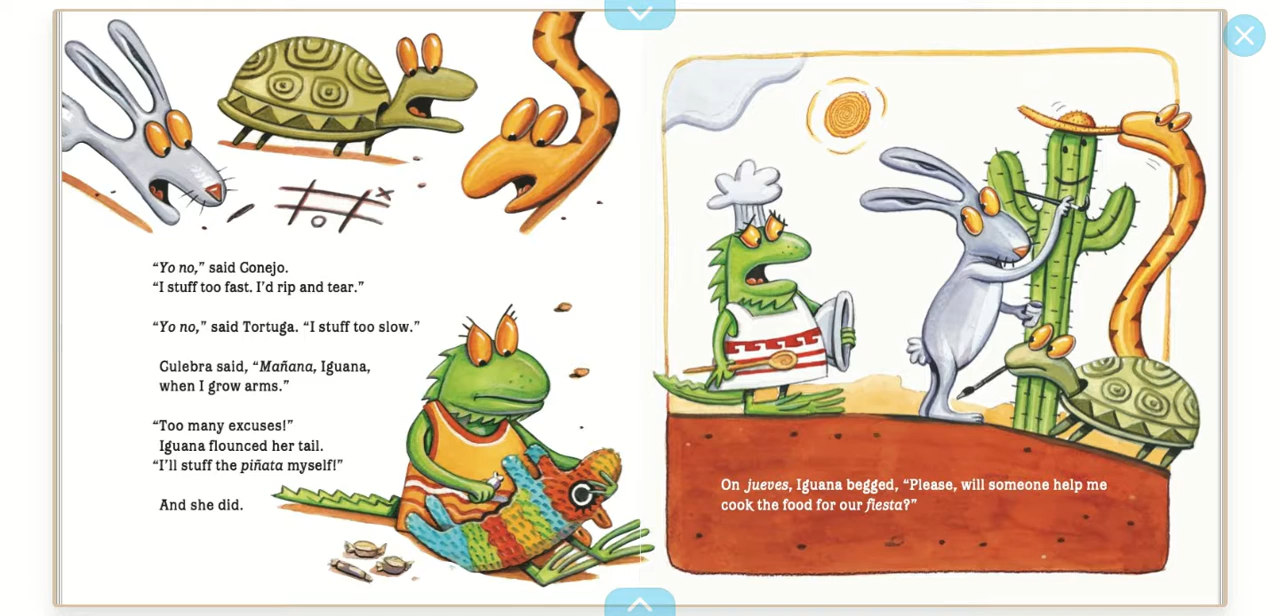 “Yo no,” said Conejo.
“I stuff too fast. I’d rip and tear.”
“Yo no,” said Tortuga. “I stuff too slow.”
Culebra said, “Mañana, Iguana,
when I grow arms.”
“Too many excuses!”
Iguana flounced her tail.
“I’ll stuff the piñata myself!”
And she did.
On jueves, Iguana begged, “Please, will someone help me
cook the food for our fiesta?”